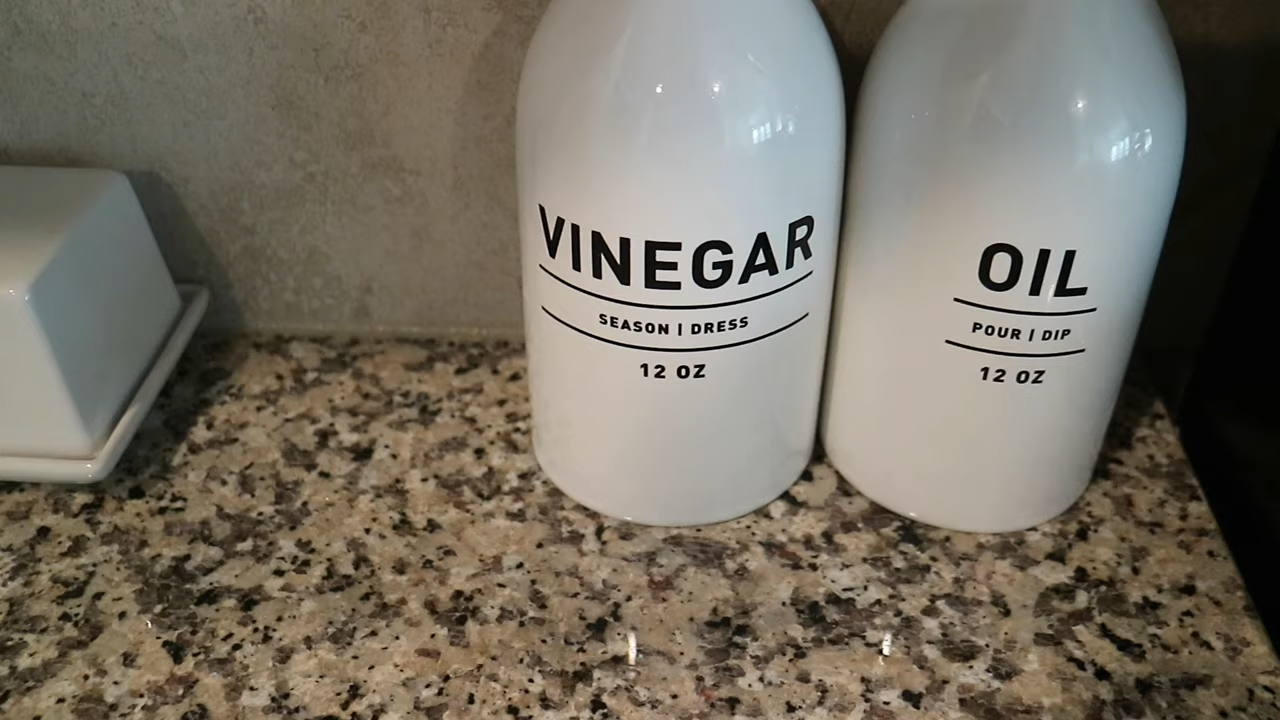 VINEGAR
SEASON | DRESS
12 OZ
OIL
POUR | DIP
12 OZ